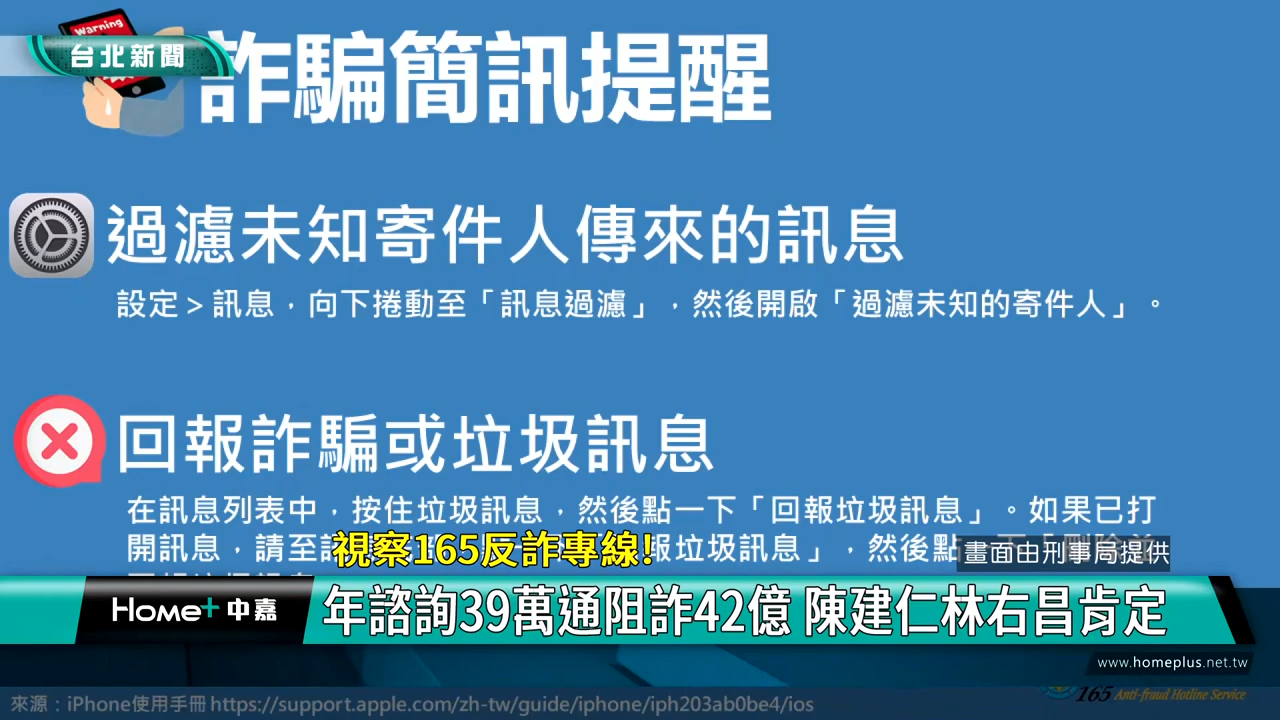 Warning
台北新聞
詐騙簡訊提醒
過濾未知寄件人傳來的訊息
設定 > 訊息，向下捲動至「訊息過濾」，然後開啟「過濾未知的寄件人」。
回報詐騙或垃圾訊息
在訊息列表中，按住垃圾訊息，然後點一下「回報垃圾訊息」。如果已打
開訊息，請至訊
報垃圾訊息」，然後點
視察165反詐專線!
畫面由刑事局提供
Home+中嘉
年諮詢39萬通阻詐42億 陳建仁林右昌肯定
www.homeplus.net.tw
來源：iPhone使用手冊 https://support.apple.com/zh-tw/guide/iphone/iph203ab0be4/ios
165 Anti-fraud Hotline Service